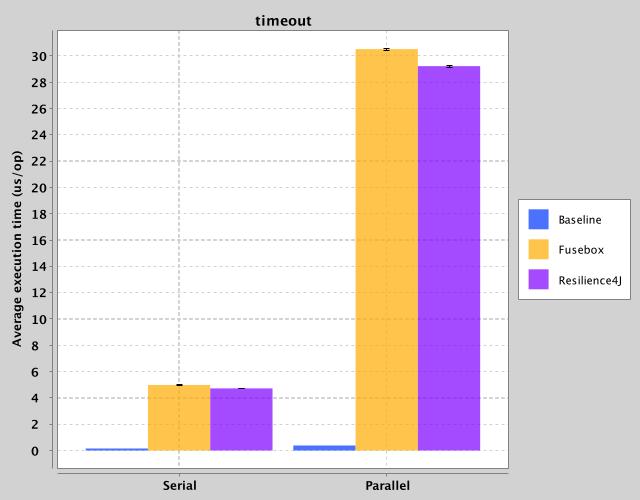 timeout
Average execution time (us/op)
30
28
26
24
22
20
18
16
14
12
10
8
6
4
2
0
Serial
Parallel
Baseline
Fusebox
Resilience4J